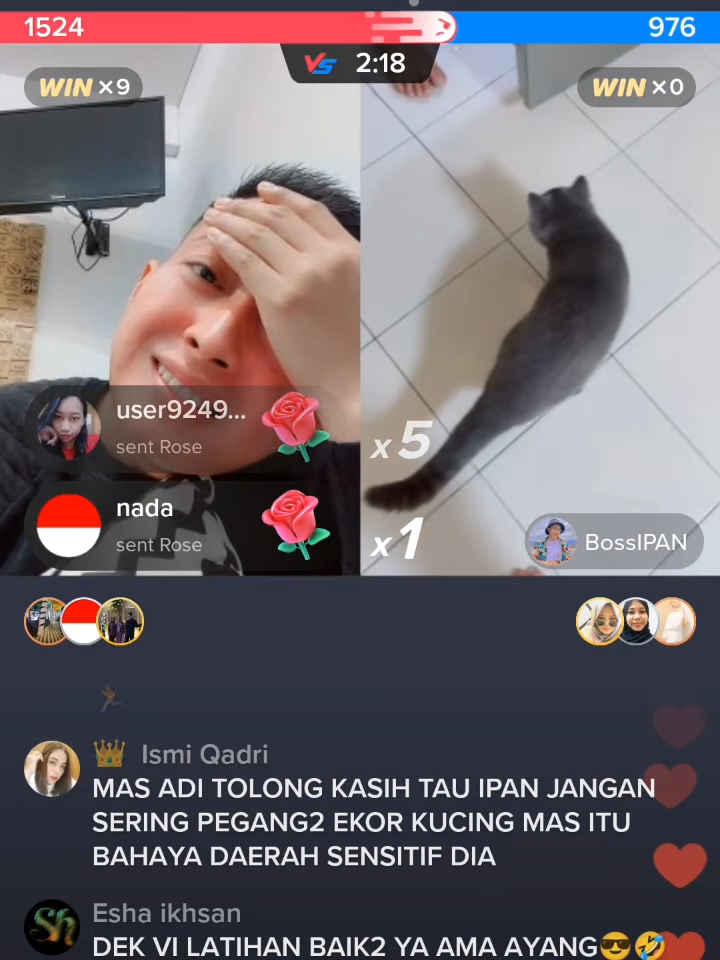 1524
976
VS 2:18
WIN ×9
WIN ×0
user9249...
sent Rose
x5
nada
sent Rose
x1
BossIPAN
Ismi Qadri
MAS ADI TOLONG KASIH TAU IPAN JANGAN
SERING PEGANG2 EKOR KUCING MAS ITU
BAHAYA DAERAH SENSITIF DIA
Esha ikhsan
DEK VI LATIHAN BAIK2 YA AMA AYANG😎🤣